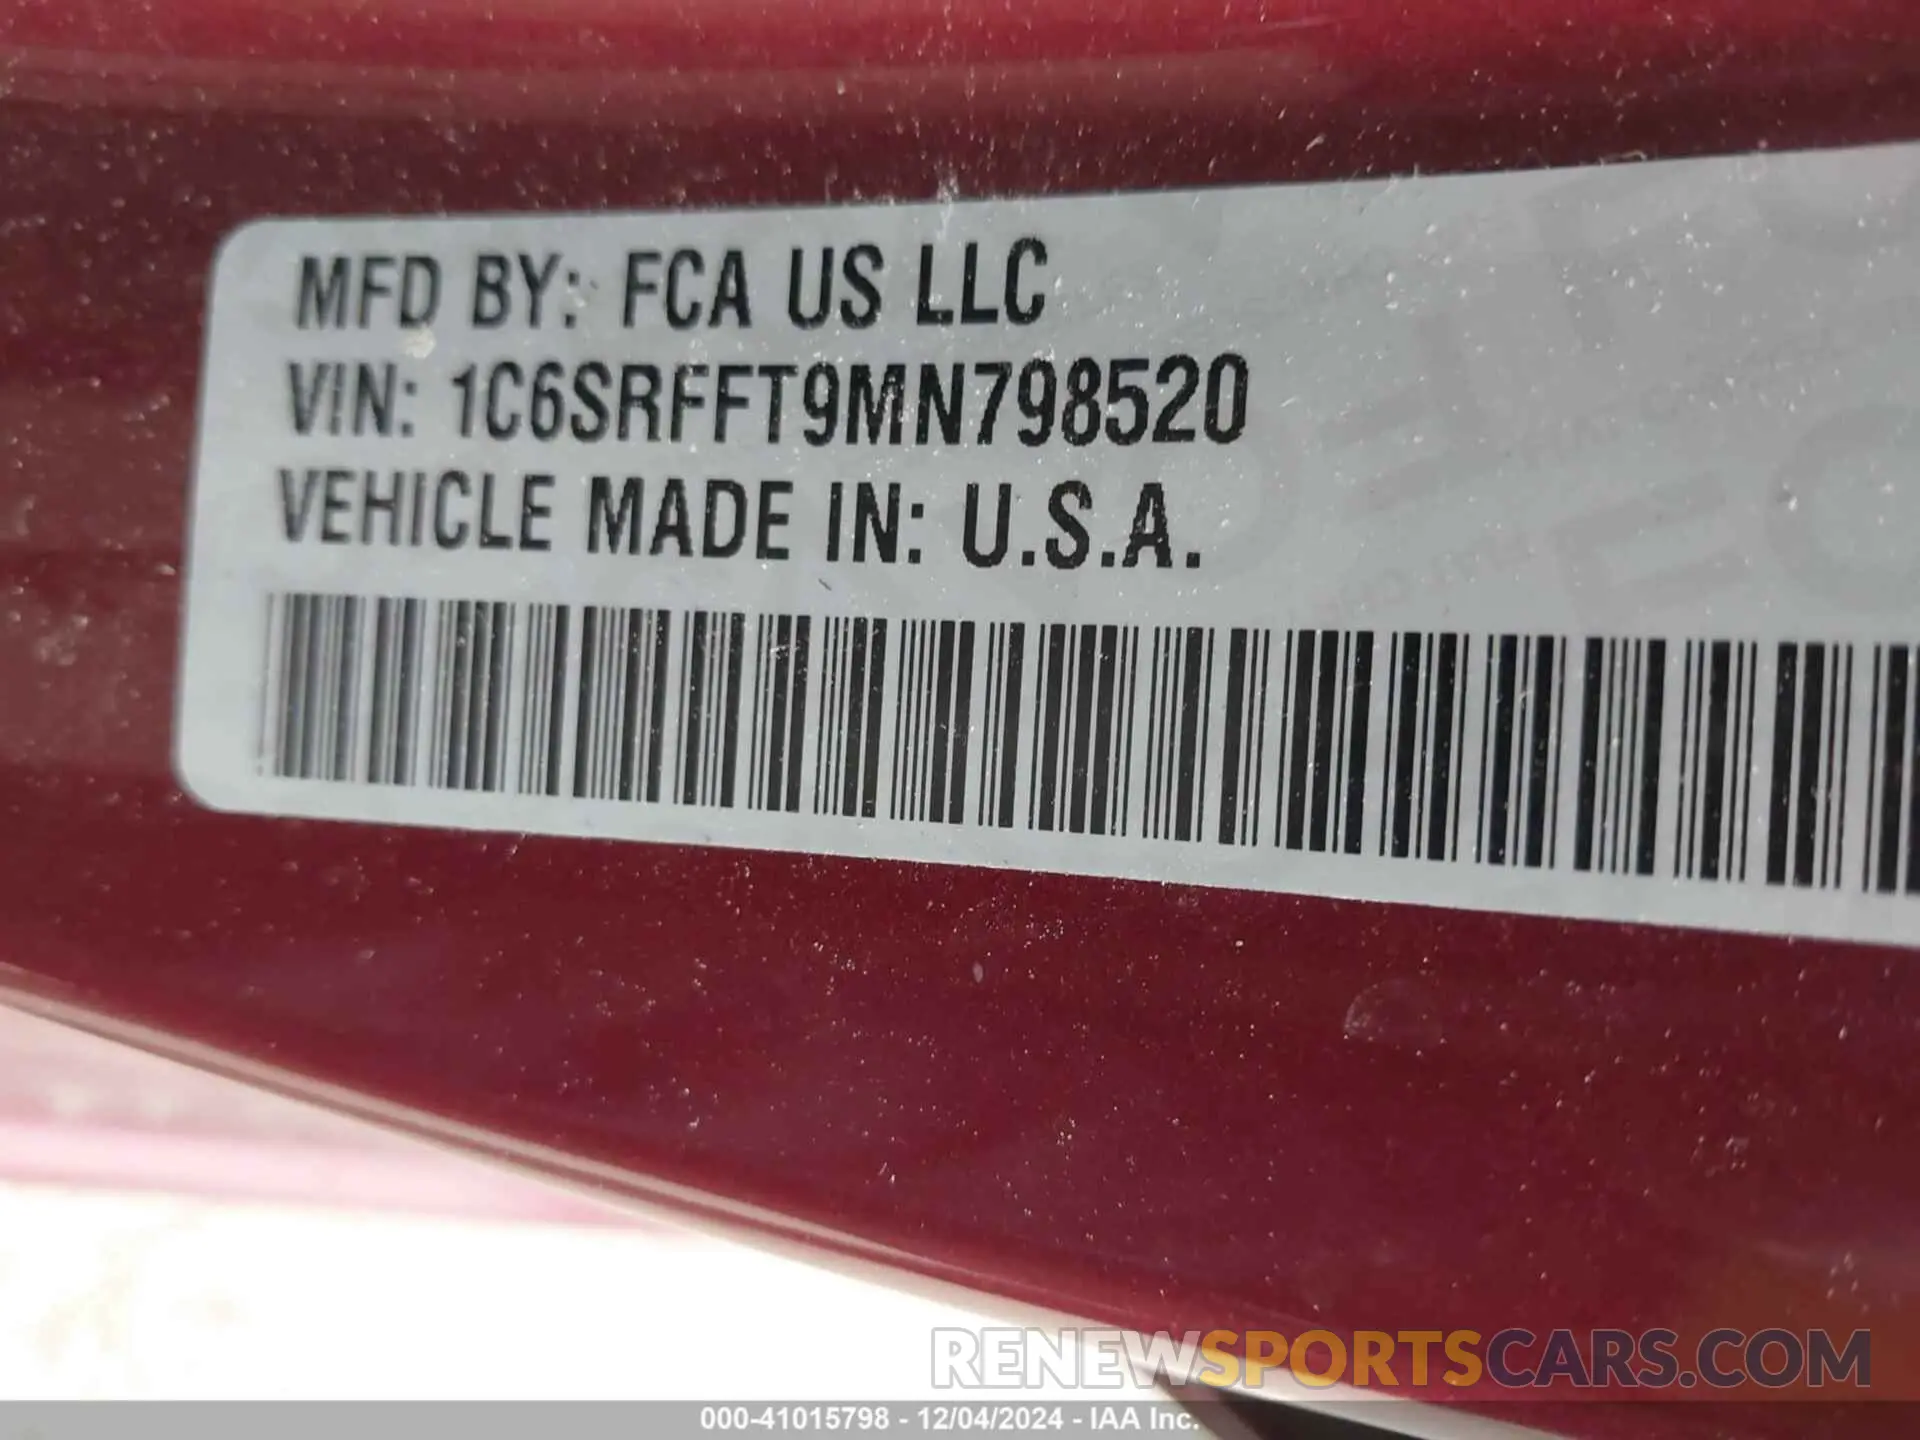 MFD BY: FCA US LLC
VIN: 1C6SRFFT9MN798520
VEHICLE MADE IN: U.S.A.
RENEWSPORTSCARS.COM
000-41015798 - 12/04/2024 - IAA Inc.